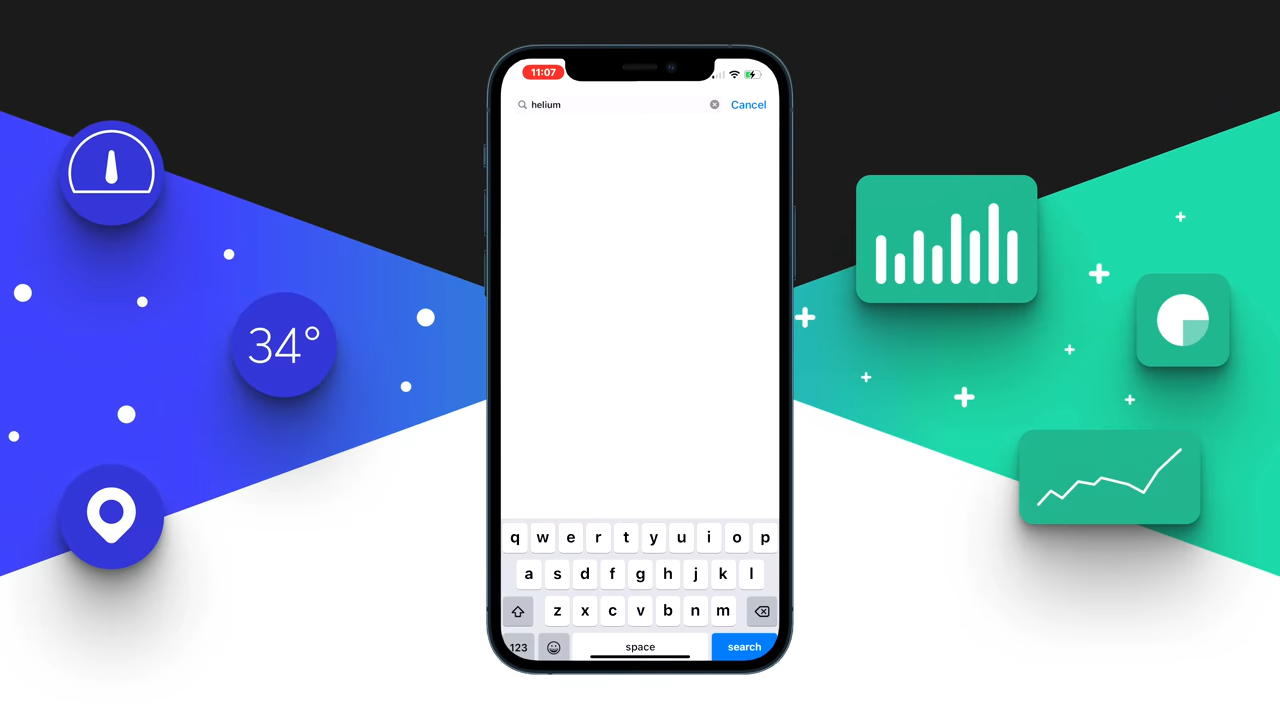 11:07
helium
Cancel
34°
q w e r t y u i o p
a s d f g h j k l
z x c v b n m
123
space
search